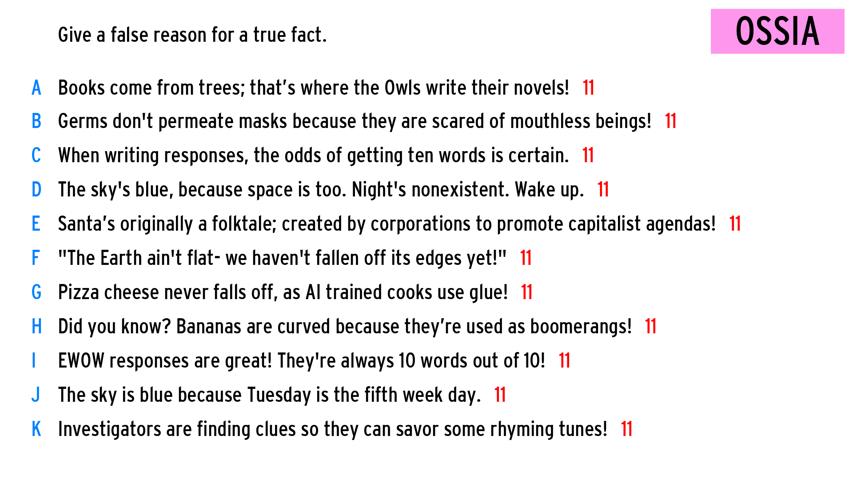 Give a false reason for a true fact.
OSSIA
A Books come from trees; that’s where the Owls write their novels! 11
B Germs don't permeate masks because they are scared of mouthless beings! 11
C When writing responses, the odds of getting ten words is certain. 11
D The sky's blue, because space is too. Night's nonexistent. Wake up. 11
E Santa’s originally a folktale; created by corporations to promote capitalist agendas! 11
F "The Earth ain't flat- we haven't fallen off its edges yet!" 11
G Pizza cheese never falls off, as AI trained cooks use glue! 11
H Did you know? Bananas are curved because they’re used as boomerangs! 11
I EWOW responses are great! They're always 10 words out of 10! 11
J The sky is blue because Tuesday is the fifth week day. 11
K Investigators are finding clues so they can savor some rhyming tunes! 11